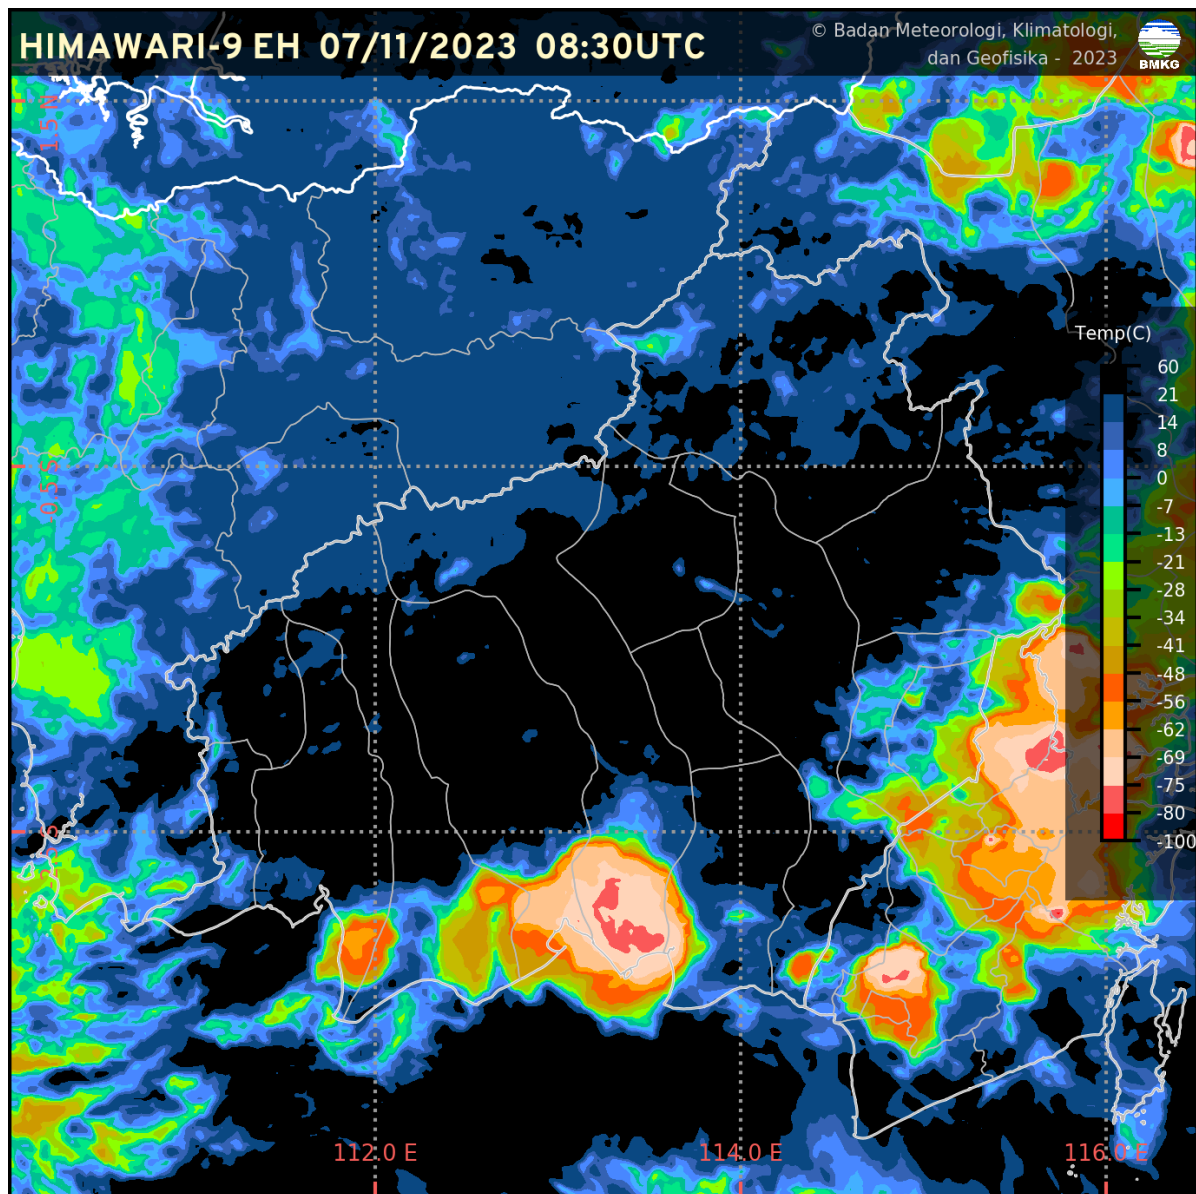 HIMAWARI-9 EH 07/11/2023 08:30UTC
© Badan Meteorologi, Klimatologi,
dan Geofisika - 2023
BMKG
Temp(C)
60
21
14
8
0
-7
-13
-21
-28
-34
-41
-48
-56
-62
-69
-75
-80
-100
112.0 E
114.0 E
116.0 E